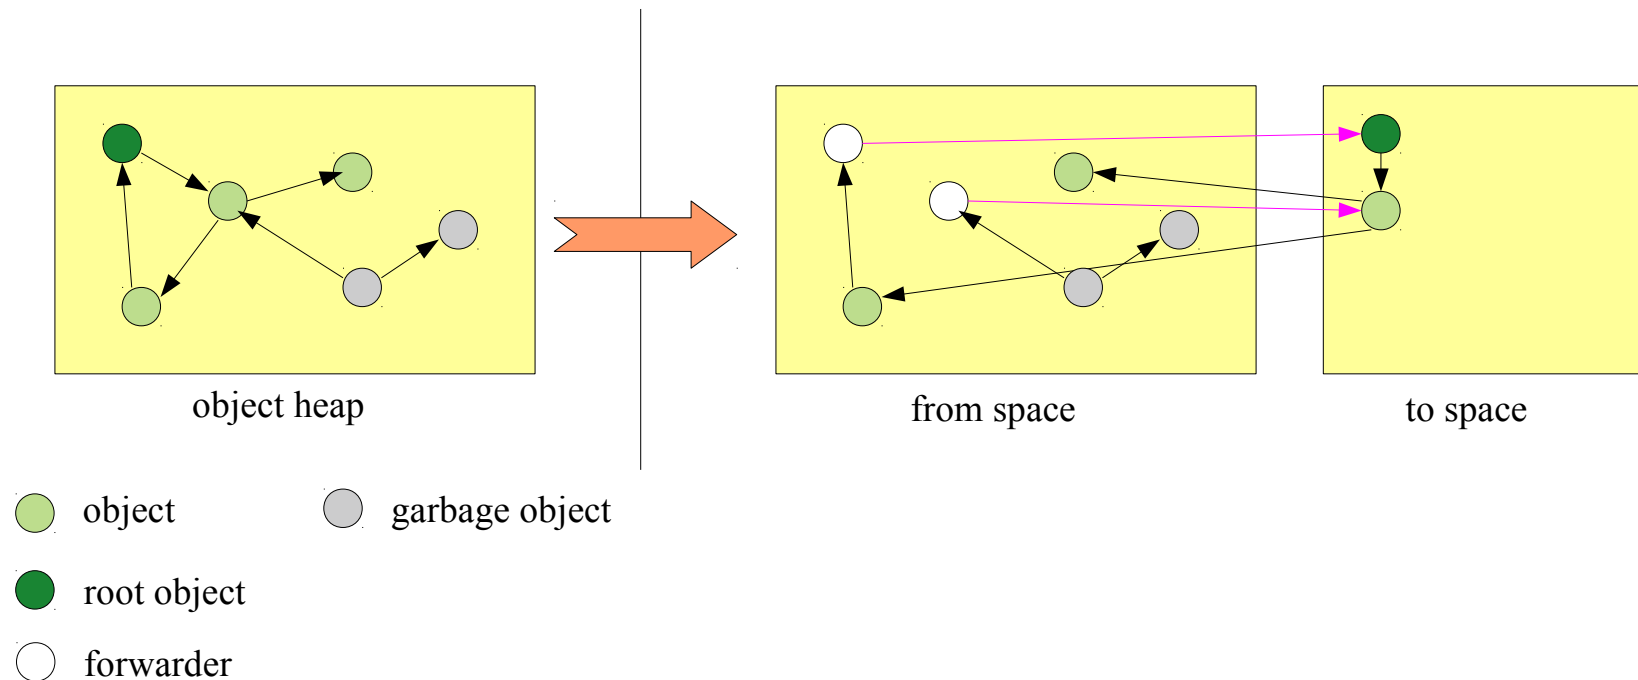 object heap
from space
to space
object
garbage object
root object
forwarder